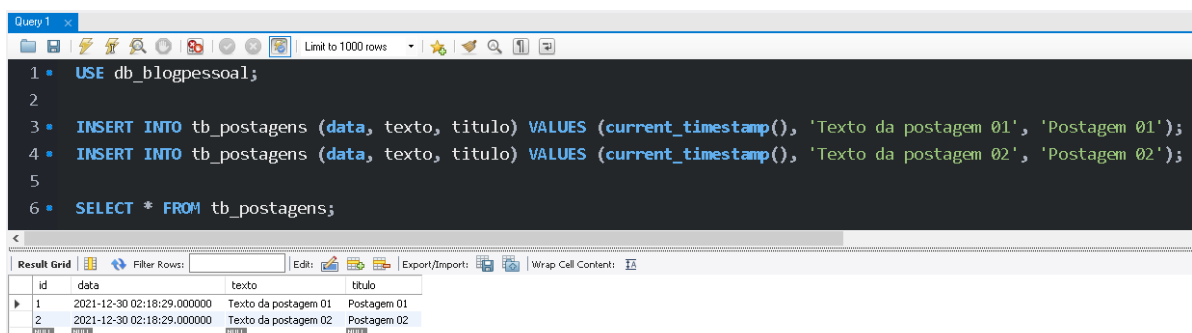 Query 1
Limit to 1000 rows
1 USE db_blogpessoal;
2
3 INSERT INTO tb_postagens (data, texto, titulo) VALUES (current_timestamp(), 'Texto da postagem 01', 'Postagem 01');
4 INSERT INTO tb_postagens (data, texto, titulo) VALUES (current_timestamp(), 'Texto da postagem 02', 'Postagem 02');
5
6 SELECT * FROM tb_postagens;
Result Grid Filter Rows: Edit: Export/Import: Wrap Cell Content:
id data texto titulo
1 2021-12-30 02:18:29.000000 Texto da postagem 01 Postagem 01
2 2021-12-30 02:18:29.000000 Texto da postagem 02 Postagem 02
NULL NULL NULL NULL